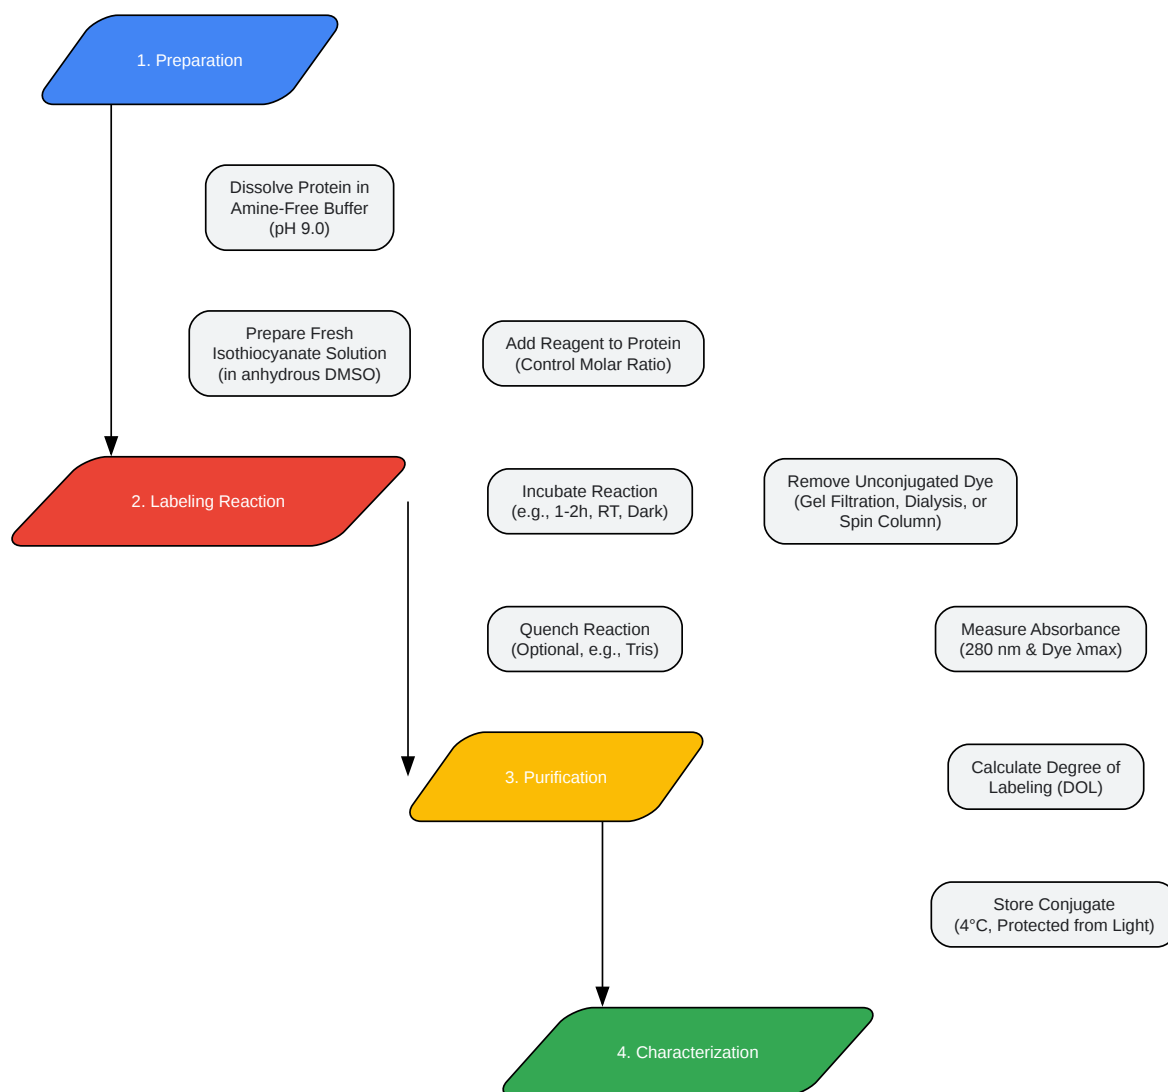 1. Preparation
Dissolve Protein in
Amine-Free Buffer
(pH 9.0)
Prepare Fresh
Isothiocyanate Solution
(in anhydrous DMSO)
Add Reagent to Protein
(Control Molar Ratio)
2. Labeling Reaction
Incubate Reaction
(e.g., 1-2h, RT, Dark)
Remove Unconjugated Dye
(Gel Filtration, Dialysis, or
Spin Column)
Quench Reaction
(Optional, e.g., Tris)
Measure Absorbance
(280 nm & Dye λmax)
3. Purification
Calculate Degree of
Labeling (DOL)
Store Conjugate
(4°C, Protected from Light)
4. Characterization